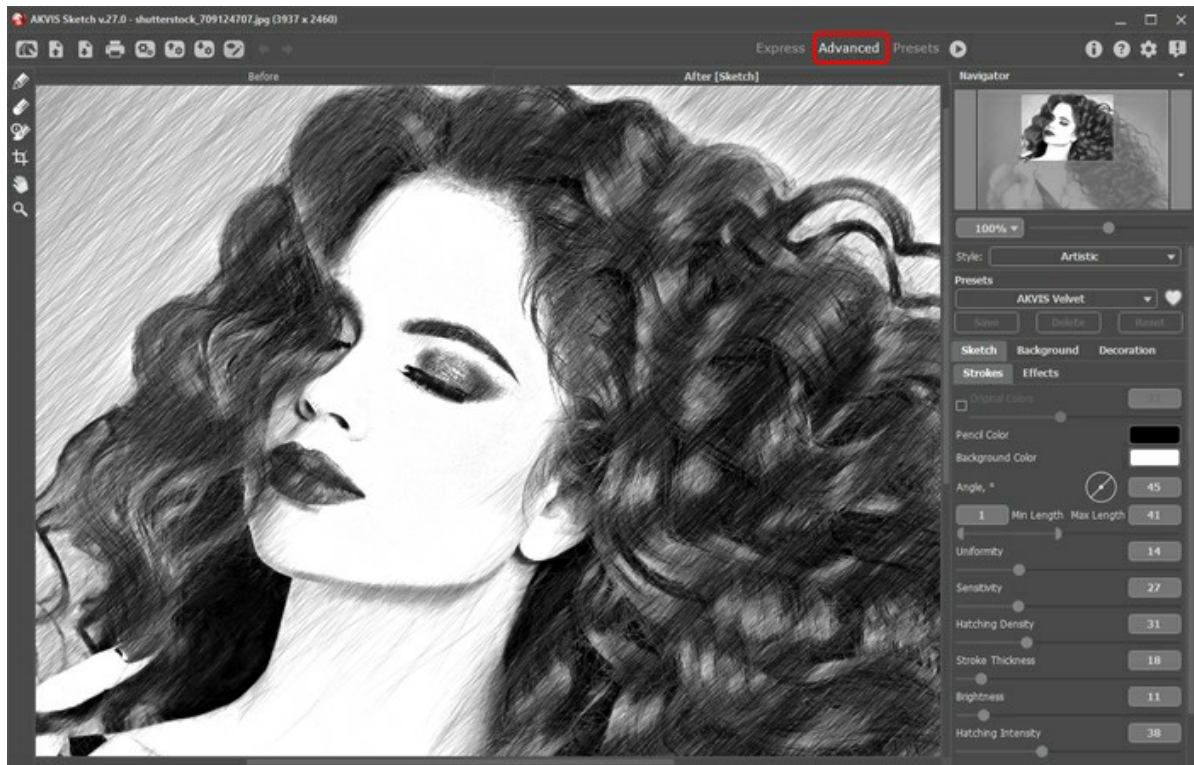 AKVIS Sketch v.27.0 - shutterstock_709124707.jpg (3937 x 2460)
Express Advanced Presets
Before
After [Sketch]
Navigator
100%
Style: Artistic
Presets
AKVIS Velvet
Save Delete Reset
Sketch Background Decoration
Strokes Effects
Original Colors
Pencil Color
Background Color
Angle, ° 45
1 Min Length Max Length 41
Uniformity 14
Sensitivity 27
Hatching Density 31
Stroke Thickness 18
Brightness 11
Hatching Intensity 38